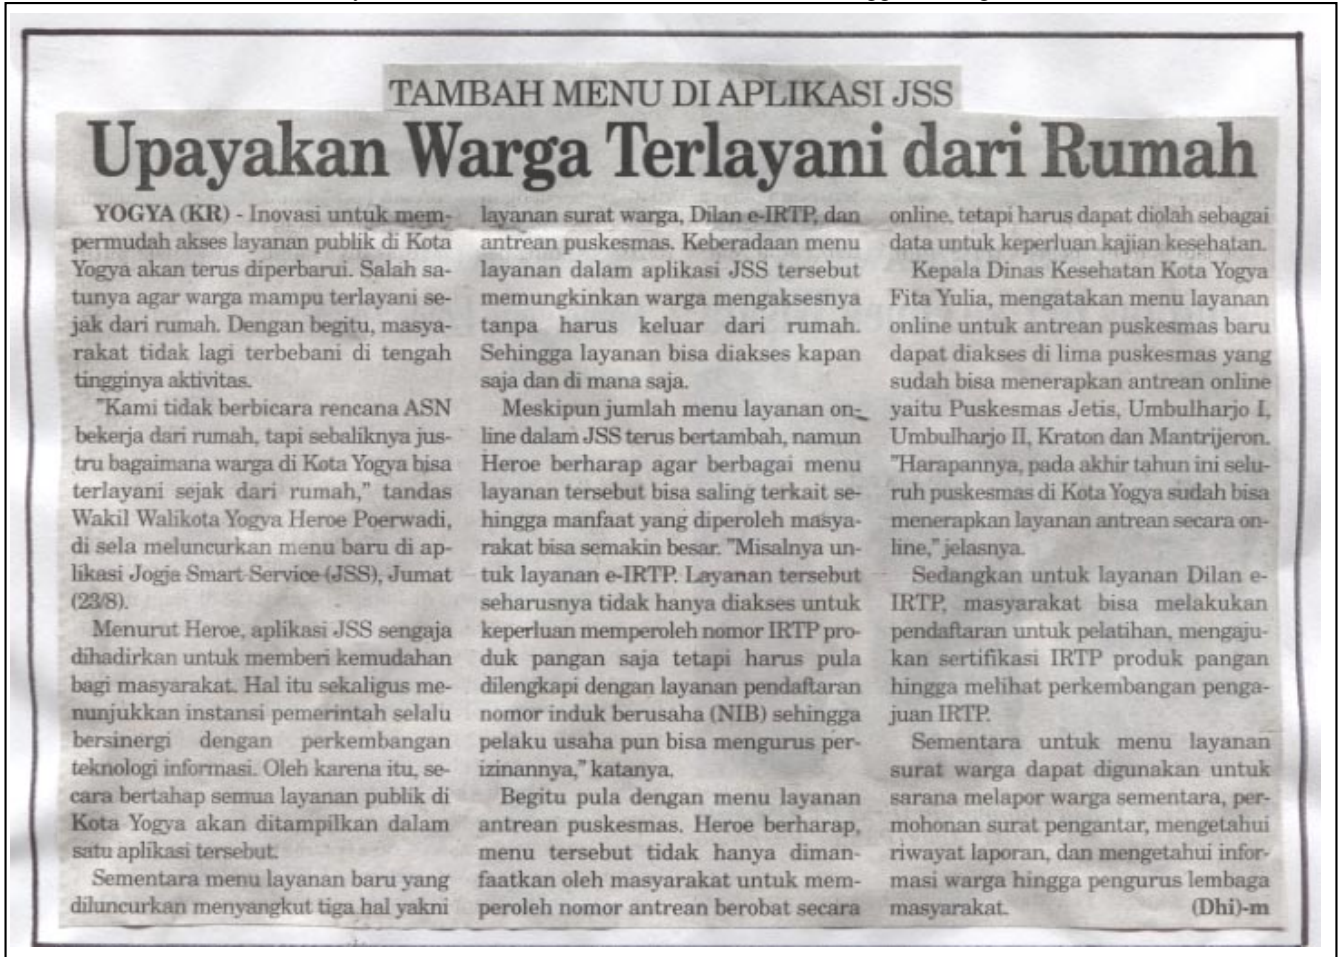 TAMBAH MENU DI APLIKASI JSS
Upayakan Warga Terlayani dari Rumah
YOGYA (KR) - Inovasi untuk mem-
permudah akses layanan publik di Kota
Yogya akan terus diperbarui. Salah sa-
tunya agar warga mampu terlayani se-
jak dari rumah. Dengan begitu, masya-
rakat tidak lagi terbebani di tengah
tingginya aktivitas.
"Kami tidak berbicara rencana ASN
bekerja dari rumah, tapi sebaliknya jus-
tru bagaimana warga di Kota Yogya bisa
terlayani sejak dari rumah," tandas
Wakil Walikota Yogya Heroe Poerwadi,
di sela meluncurkan menu baru di ap-
likasi Jogja Smart Service (JSS), Jumat
(23/8).
Menurut Heroe, aplikasi JSS sengaja
dihadirkan untuk memberi kemudahan
bagi masyarakat. Hal itu sekaligus me-
nunjukkan instansi pemerintah selalu
bersinergi dengan perkembangan
teknologi informasi. Oleh karena itu, se-
cara bertahap semua layanan publik di
Kota Yogya akan ditampilkan dalam
satu aplikasi tersebut.
Sementara menu layanan baru yang
diluncurkan menyangkut tiga hal yakni
layanan surat warga, Dilan e-IRTP, dan
antrean puskesmas. Keberadaan menu
layanan dalam aplikasi JSS tersebut
memungkinkan warga mengaksesnya
tanpa harus keluar dari rumah.
Sehingga layanan bisa diakses kapan
saja dan di mana saja.
Meskipun jumlah menu layanan on-
line dalam JSS terus bertambah, namun
Heroe berharap agar berbagai menu
layanan tersebut bisa saling terkait se-
hingga manfaat yang diperoleh masya-
rakat bisa semakin besar. "Misalnya un-
tuk layanan e-IRTP. Layanan tersebut
seharusnya tidak hanya diakses untuk
keperluan memperoleh nomor IRTP pro-
duk pangan saja tetapi harus pula
dilengkapi dengan layanan pendaftaran
nomor induk berusaha (NIB) sehingga
pelaku usaha pun bisa mengurus per-
izinannya," katanya.
Begitu pula dengan menu layanan
antrean puskesmas. Heroe berharap,
menu tersebut tidak hanya diman-
faatkan oleh masyarakat untuk mem-
peroleh nomor antrean berobat secara
online, tetapi harus dapat diolah sebagai
data untuk keperluan kajian kesehatan.
Kepala Dinas Kesehatan Kota Yogya
Fita Yulia, mengatakan menu layanan
online untuk antrean puskesmas baru
dapat diakses di lima puskesmas yang
sudah bisa menerapkan antrean online
yaitu Puskesmas Jetis, Umbulharjo I,
Umbulharjo II, Kraton dan Mantrijeron.
"Harapannya, pada akhir tahun ini selu-
ruh puskesmas di Kota Yogya sudah bisa
menerapkan layanan antrean secara on-
line," jelasnya.
Sedangkan untuk layanan Dilan e-
IRTP, masyarakat bisa melakukan
pendaftaran untuk pelatihan, mengaju-
kan sertifikasi IRTP produk pangan
hingga melihat perkembangan penga-
juan IRTP.
Sementara untuk menu layanan
surat warga dapat digunakan untuk
sarana melapor warga sementara, per-
mohonan surat pengantar, mengetahui
riwayat laporan, dan mengetahui infor-
masi warga hingga pengurus lembaga
masyarakat. (Dhi)-m